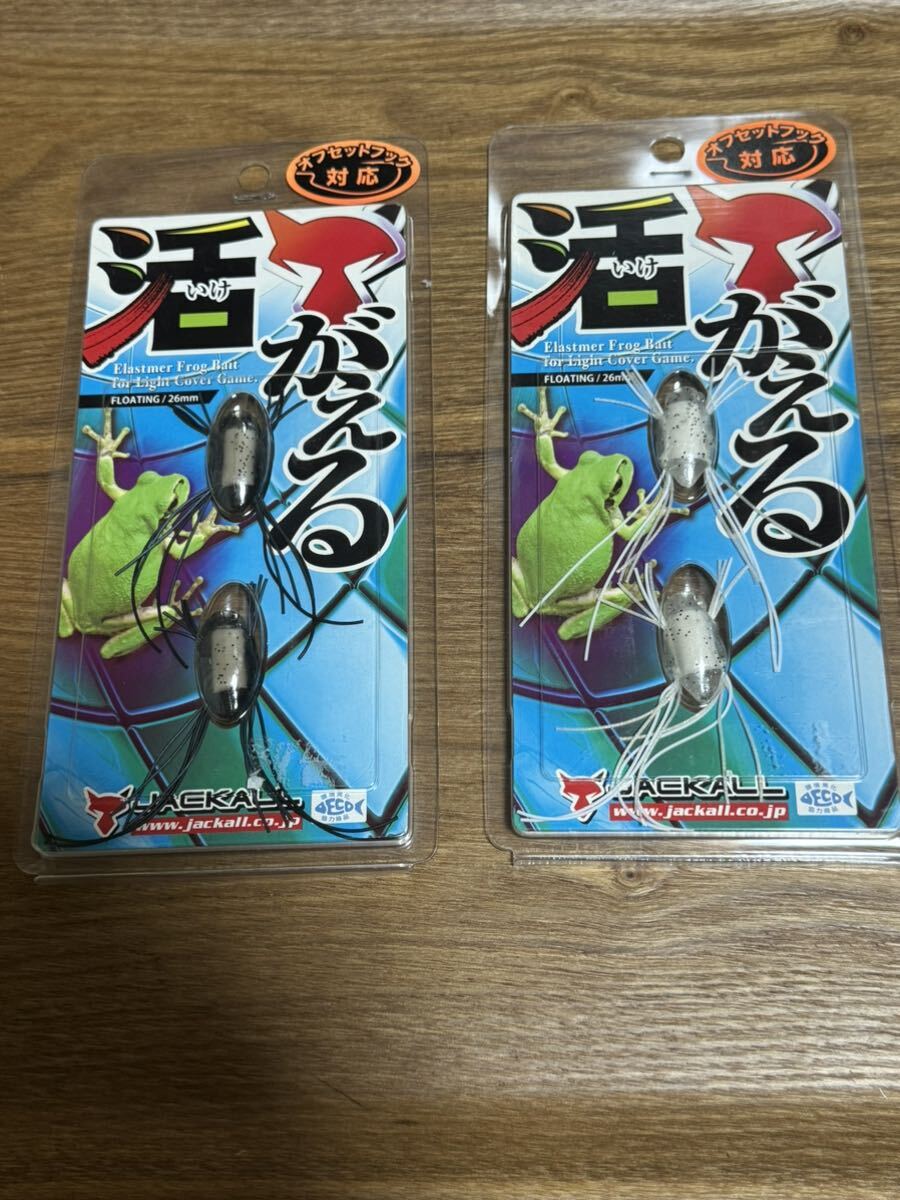 オフセットフック
対応
活
いけ
がえる
Elastmer Frog Bait
for Light Cover Game.
FLOATING / 26mm
JACKALL
www.jackall.co.jp
ECO
オフセットフック
対応
活
いけ
がえる
Elastmer Frog Bait
for Light Cover Game.
FLOATING / 26mm
JACKALL
www.jackall.co.jp
ECO